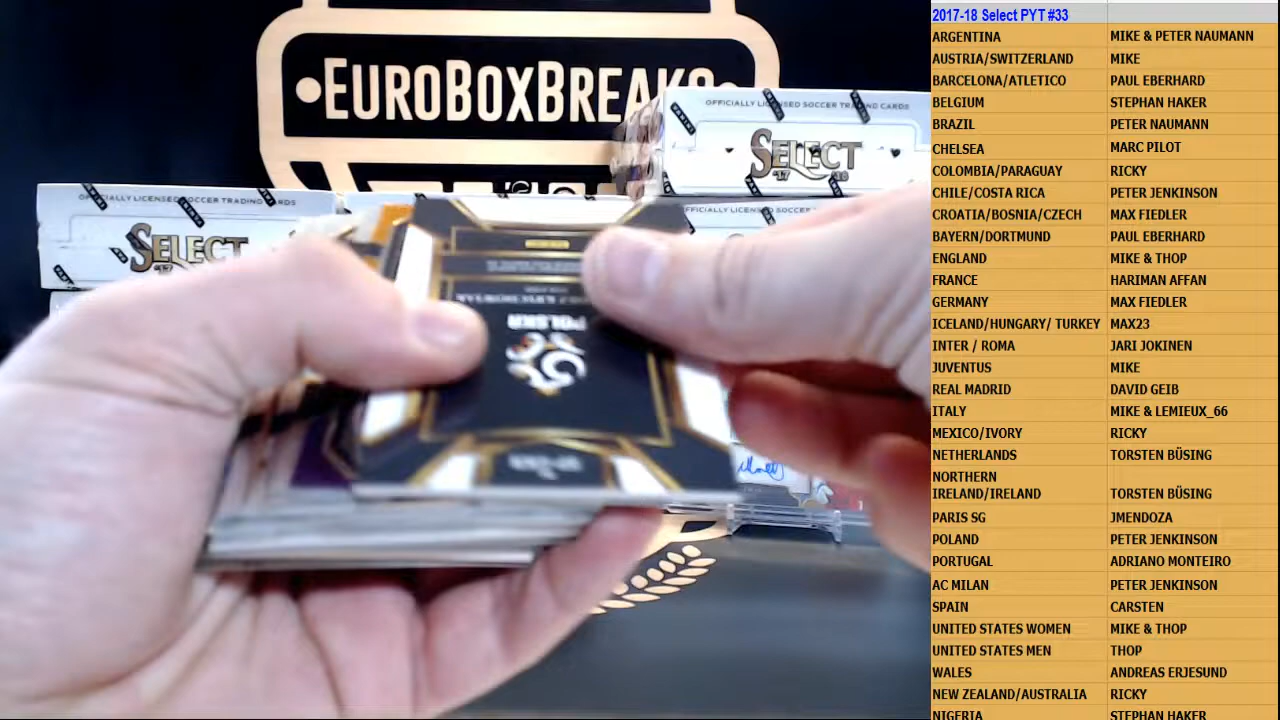 EUROBOXBREAKS
OFFICIALLY LICENSED SOCCER TRADING CARDS
SELECT
'17 '18
OFFICIALLY LICENSED SOCCER TRADING CARDS
SELECT
'17
OFFICIALLY LICENSED SOCCER
POLSKA
2017-18 Select PYT #33
ARGENTINA MIKE & PETER NAUMANN
AUSTRIA/SWITZERLAND MIKE
BARCELONA/ATLETICO PAUL EBERHARD
BELGIUM STEPHAN HAKER
BRAZIL PETER NAUMANN
CHELSEA MARC PILOT
COLOMBIA/PARAGUAY RICKY
CHILE/COSTA RICA PETER JENKINSON
CROATIA/BOSNIA/CZECH MAX FIEDLER
BAYERN/DORTMUND PAUL EBERHARD
ENGLAND MIKE & THOP
FRANCE HARIMAN AFFAN
GERMANY MAX FIEDLER
ICELAND/HUNGARY/ TURKEY MAX23
INTER / ROMA JARI JOKINEN
JUVENTUS MIKE
REAL MADRID DAVID GEIB
ITALY MIKE & LEMIEUX_66
MEXICO/IVORY RICKY
NETHERLANDS TORSTEN BÜSING
NORTHERN
IRELAND/IRELAND TORSTEN BÜSING
PARIS SG JMENDOZA
POLAND PETER JENKINSON
PORTUGAL ADRIANO MONTEIRO
AC MILAN PETER JENKINSON
SPAIN CARSTEN
UNITED STATES WOMEN MIKE & THOP
UNITED STATES MEN THOP
WALES ANDREAS ERJESUND
NEW ZEALAND/AUSTRALIA RICKY
NIGERIA STEPHAN HAKER